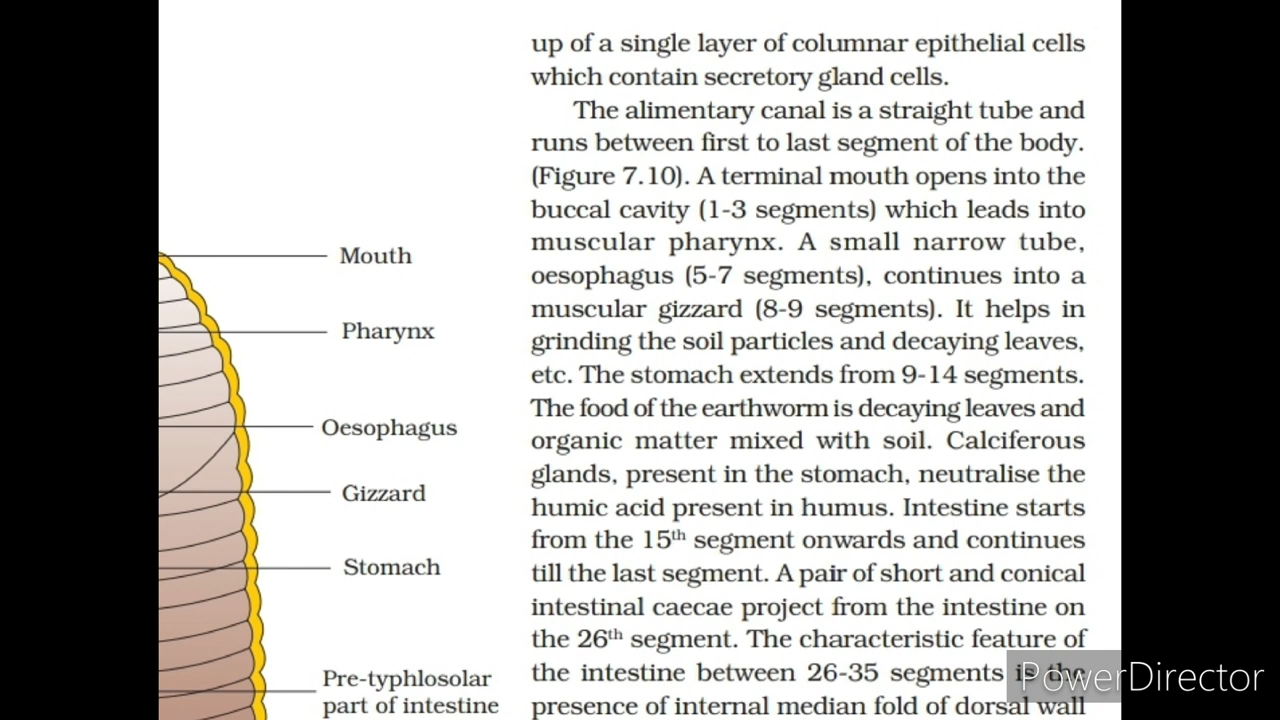 up of a single layer of columnar epithelial cells
which contain secretory gland cells.
The alimentary canal is a straight tube and
runs between first to last segment of the body.
(Figure 7.10). A terminal mouth opens into the
buccal cavity (1-3 segments) which leads into
muscular pharynx. A small narrow tube,
oesophagus (5-7 segments), continues into a
muscular gizzard (8-9 segments). It helps in
grinding the soil particles and decaying leaves,
etc. The stomach extends from 9-14 segments.
The food of the earthworm is decaying leaves and
organic matter mixed with soil. Calciferous
glands, present in the stomach, neutralise the
humic acid present in humus. Intestine starts
from the 15th segment onwards and continues
till the last segment. A pair of short and conical
intestinal caecae project from the intestine on
the 26th segment. The characteristic feature of
the intestine between 26-35 segments is the
presence of internal median fold of dorsal wall
Mouth
Pharynx
Oesophagus
Gizzard
Stomach
Pre-typhlosolar
part of intestine
PowerDirector